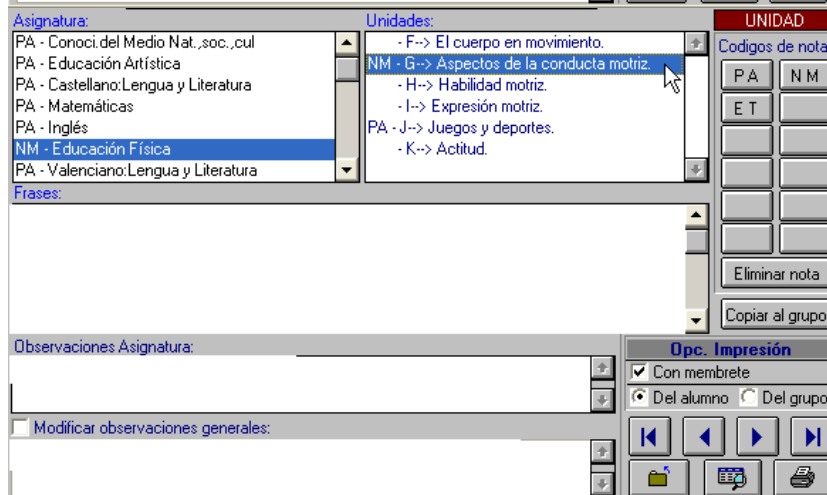 Asignatura:
PA - Conoci.del Medio Nat.,soc.,cul
PA - Educación Artística
PA - Castellano:Lengua y Literatura
PA - Matemáticas
PA - Inglés
NM - Educación Física
PA - Valenciano:Lengua y Literatura
Unidades:
- F--> El cuerpo en movimiento.
NM - G--> Aspectos de la conducta motriz.
- H--> Habilidad motriz.
- I--> Expresión motriz.
PA - J--> Juegos y deportes.
- K--> Actitud.
UNIDAD
Codigos de nota
PA NM
ET
Eliminar nota
Copiar al grupo
Frases:
Observaciones Asignatura:
Modificar observaciones generales:
Opc. Impresión
Con membrete
Del alumno Del grupo